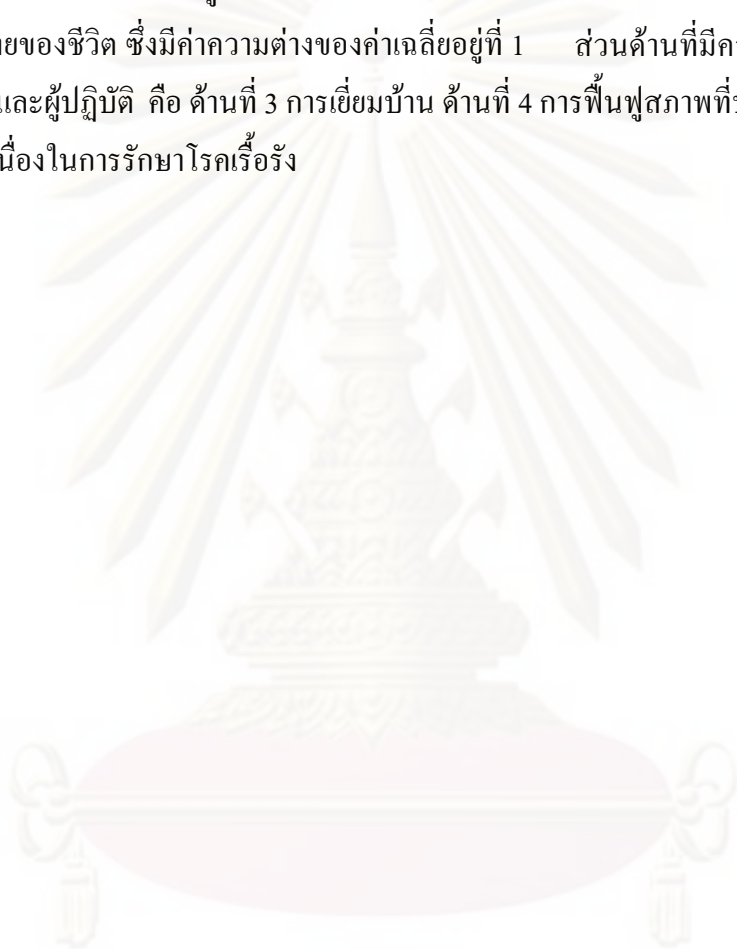 ของชีวิต ซึ่งมีค่าความต่างของค่าเฉลี่ยอยู่ที่ 1 ส่วนด้านที่มี
และผู้ปฏิบัติ คือ ด้านที่ 3 การเยี่ยมบ้าน ด้านที่ 4 การฟื้นฟูสภาพที่
เนื่องในการรักษาโรคเรื้อรัง